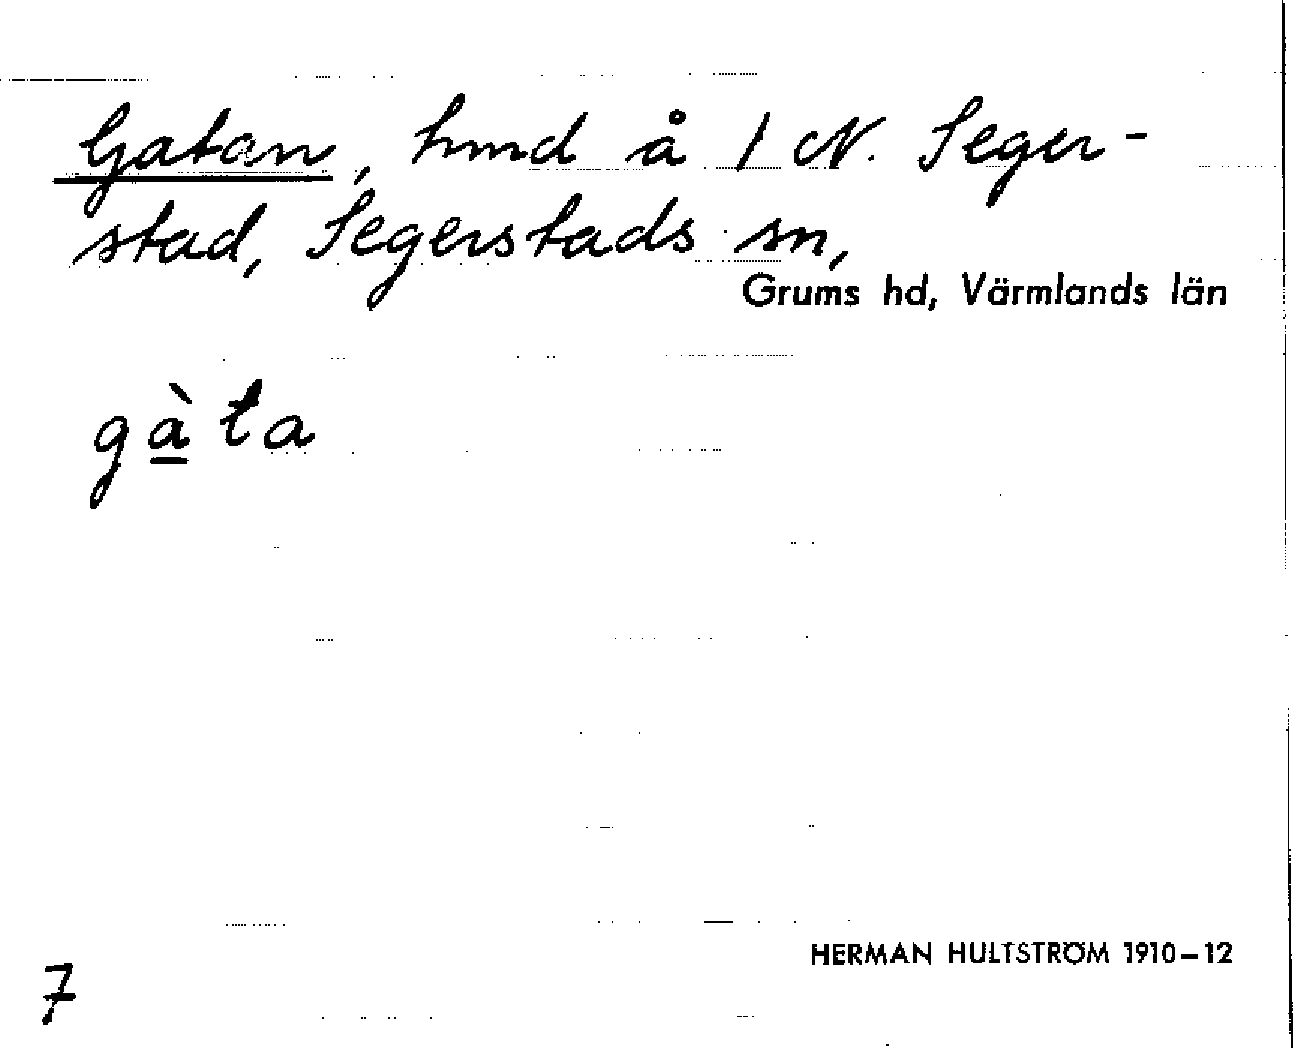 Gatan, hmd å 1 N. Seger-
stad, Segerstads sn,
Grums hd, Värmlands län
gàta
HERMAN HULTSTRÖM 1910–12
7